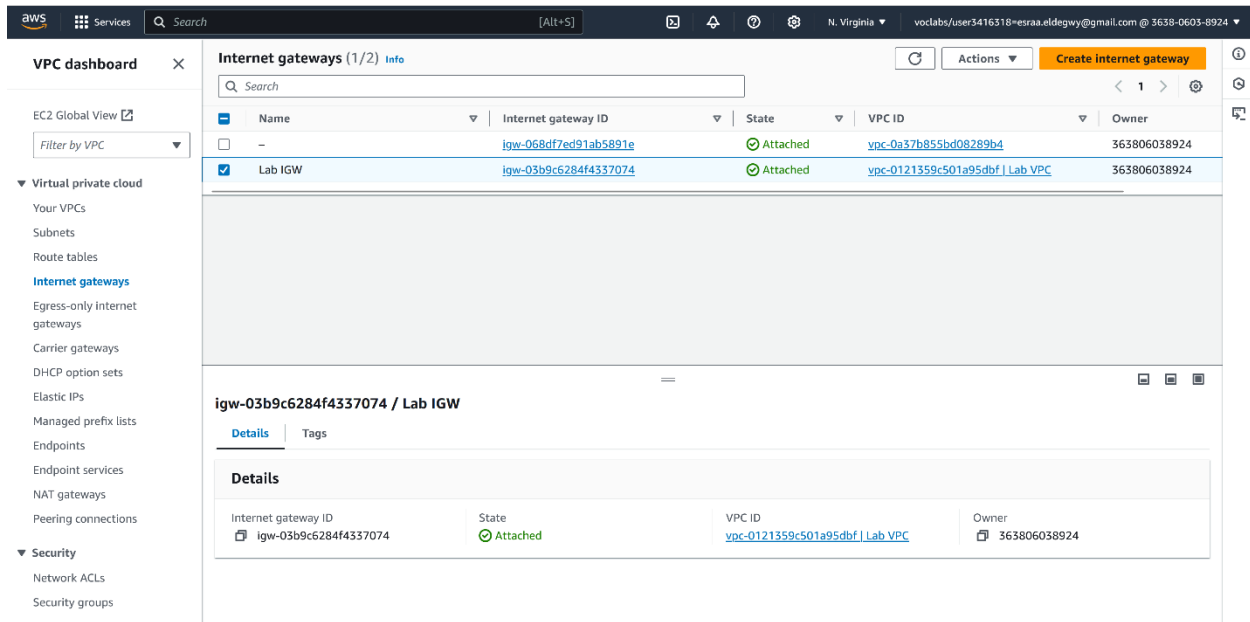 aws Services Search [Alt+S] N. Virginia ▼ voclabs/user3416318=esraa.eldegwy@gmail.com @ 3638-0603-8924 ▼
VPC dashboard
EC2 Global View
Filter by VPC
Virtual private cloud
Your VPCs
Subnets
Route tables
Internet gateways
Egress-only internet
gateways
Carrier gateways
DHCP option sets
Elastic IPs
Managed prefix lists
Endpoints
Endpoint services
NAT gateways
Peering connections
Security
Network ACLs
Security groups
Internet gateways (1/2) Info
Actions ▼ Create internet gateway
Search
1
Name Internet gateway ID State VPC ID Owner
– igw-068df7ed91ab5891e Attached vpc-0a37b855bd08289b4 363806038924
Lab IGW igw-03b9c6284f4337074 Attached vpc-0121359c501a95dbf | Lab VPC 363806038924
igw-03b9c6284f4337074 / Lab IGW
Details Tags
Details
Internet gateway ID State VPC ID Owner
igw-03b9c6284f4337074 Attached vpc-0121359c501a95dbf | Lab VPC 363806038924